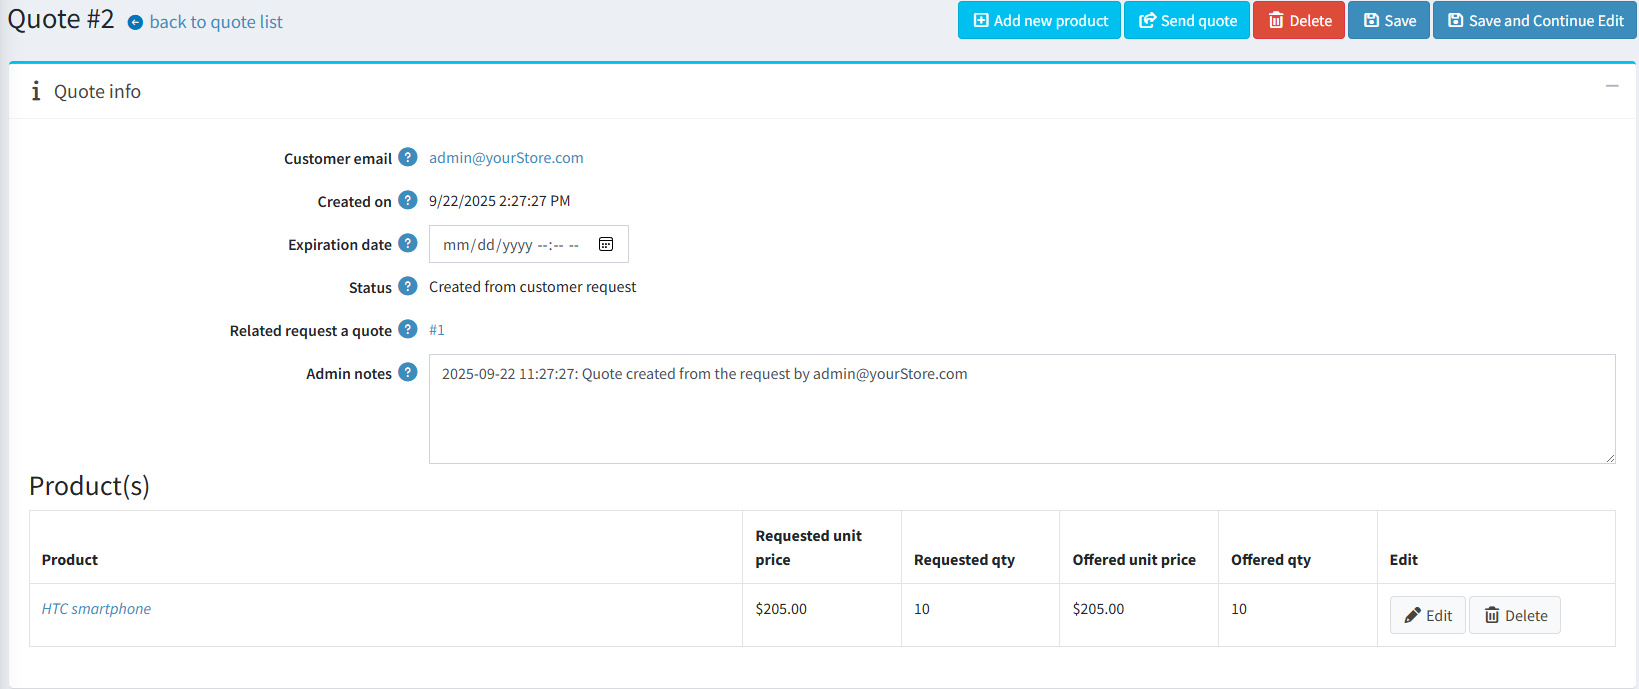 Quote #2 back to quote list
Add new product Send quote Delete Save Save and Continue Edit
Quote info
Customer email ? admin@yourStore.com
Created on ? 9/22/2025 2:27:27 PM
Expiration date ? mm/dd/yyyy --:-- --
Status ? Created from customer request
Related request a quote ? #1
Admin notes ? 2025-09-22 11:27:27: Quote created from the request by admin@yourStore.com
Product(s)
Product Requested unit price Requested qty Offered unit price Offered qty Edit
HTC smartphone $205.00 10 $205.00 10 Edit Delete